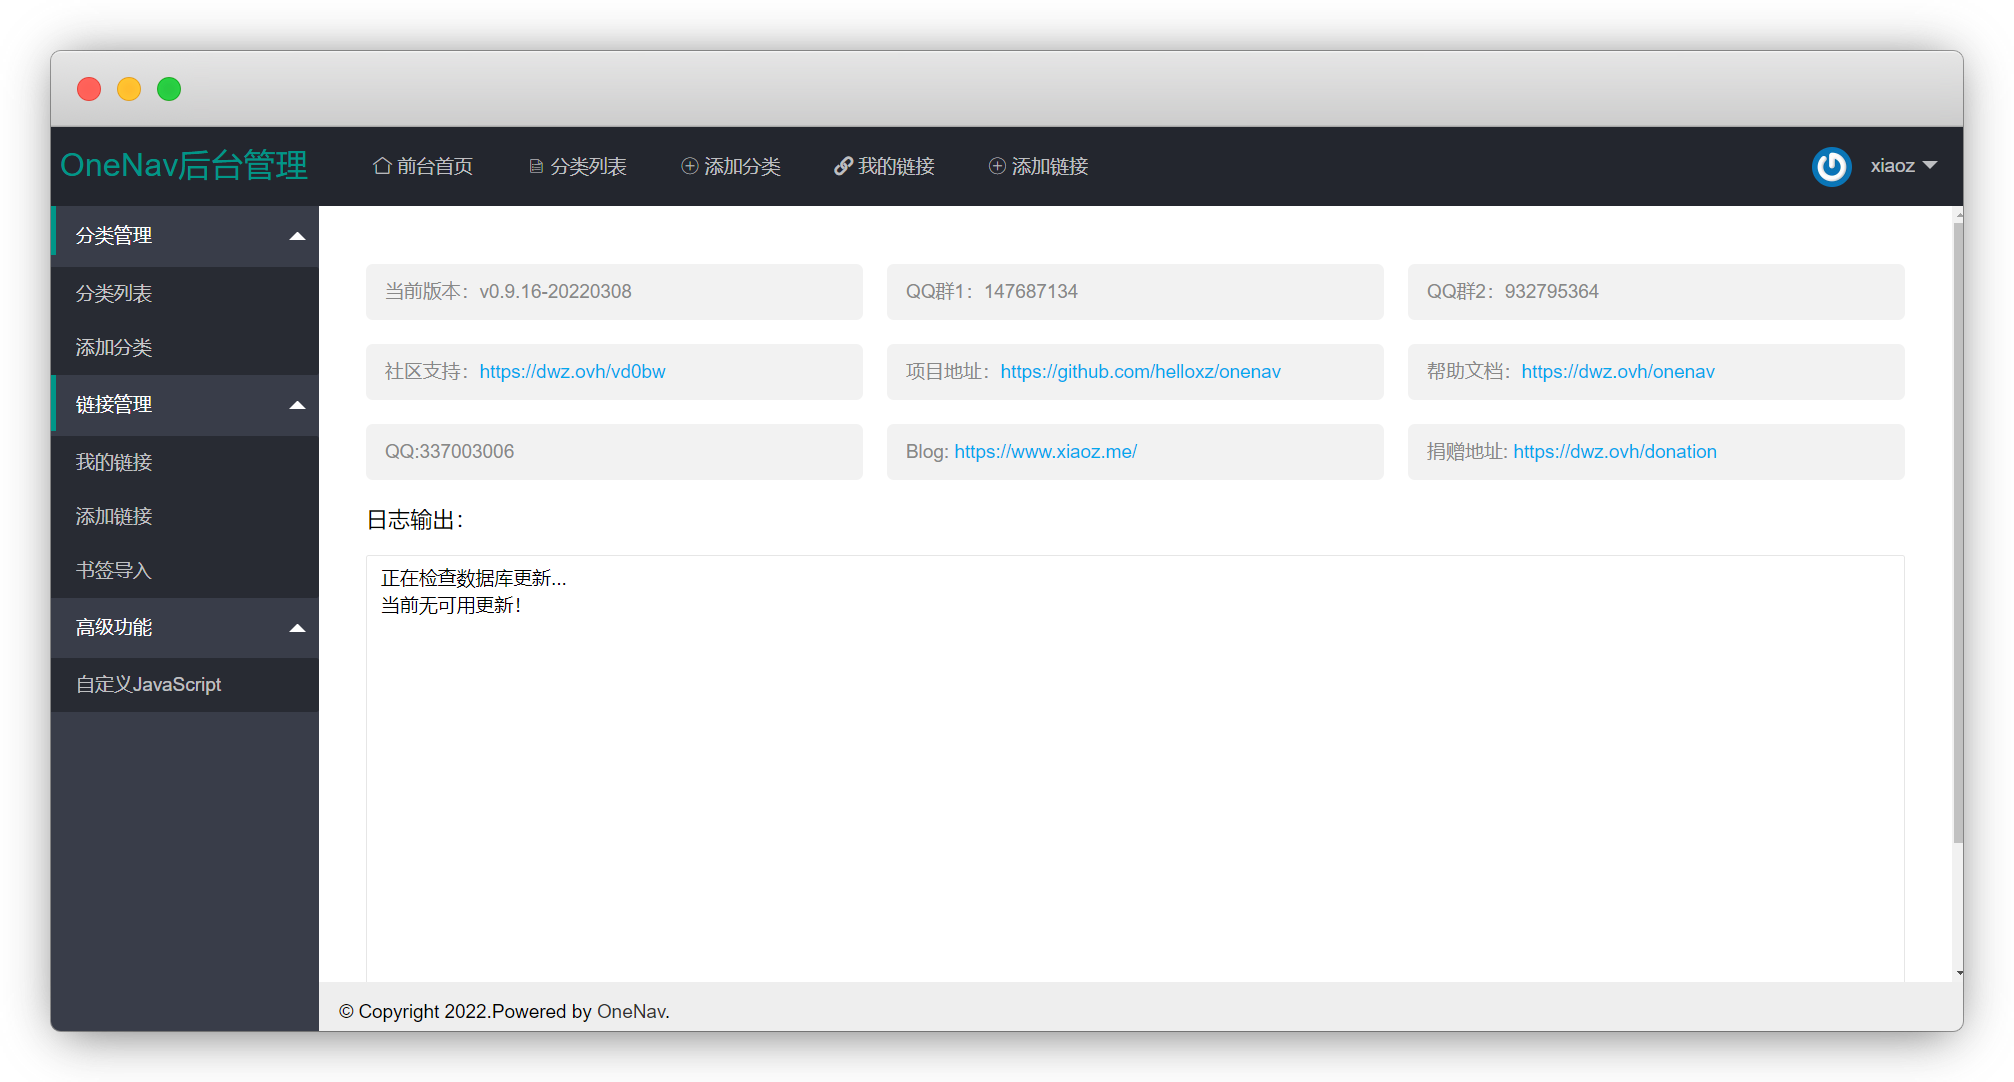 OneNav后台管理
前台首页
分类列表
添加分类
我的链接
添加链接
xiaoz
分类管理
分类列表
添加分类
链接管理
我的链接
添加链接
书签导入
高级功能
自定义JavaScript
当前版本：v0.9.16-20220308
QQ群1：147687134
QQ群2：932795364
社区支持：https://dwz.ovh/vd0bw
项目地址：https://github.com/helloxz/onenav
帮助文档：https://dwz.ovh/onenav
QQ:337003006
Blog: https://www.xiaoz.me/
捐赠地址: https://dwz.ovh/donation
日志输出：
正在检查数据库更新...
当前无可用更新！
© Copyright 2022.Powered by OneNav.